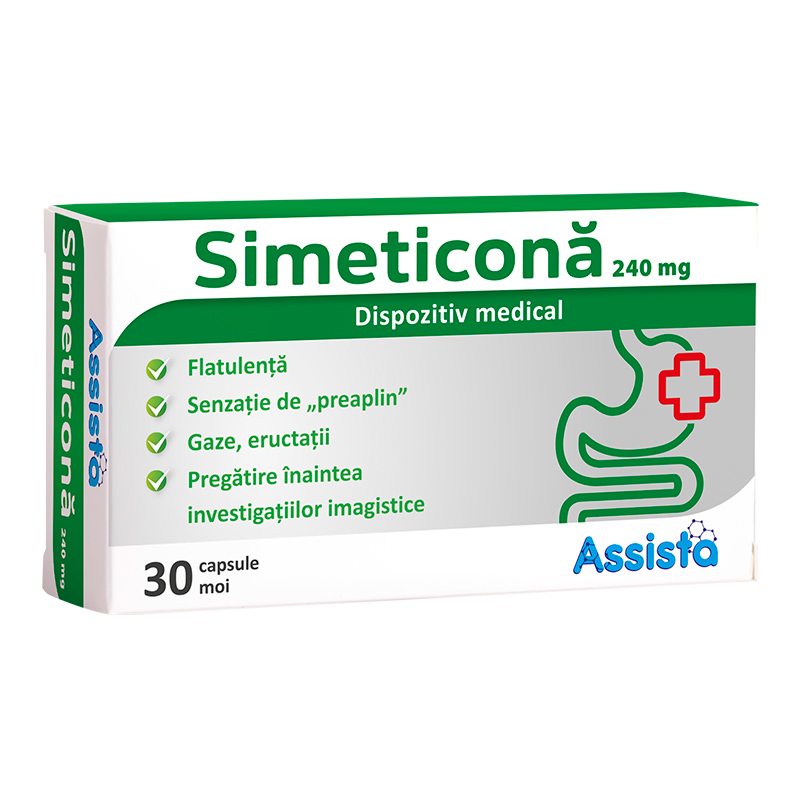 Simeticonă 240 mg
Dispozitiv medical
Flatulență
Senzație de „preaplin”
Gaze, eructații
Pregătire înaintea
investigațiilor imagistice
30 capsule
moi
Assista
Simeticonă 240 mg
Assista